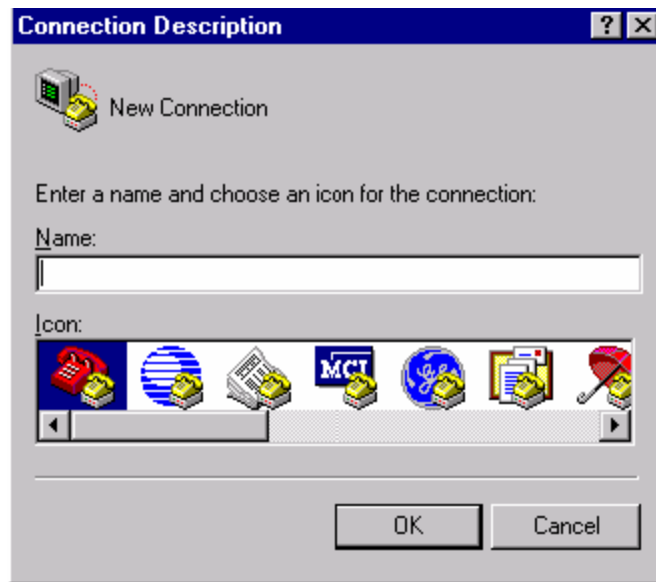 Connection Description
New Connection
Enter a name and choose an icon for the connection:
Name:
Icon:
MCI
OK
Cancel